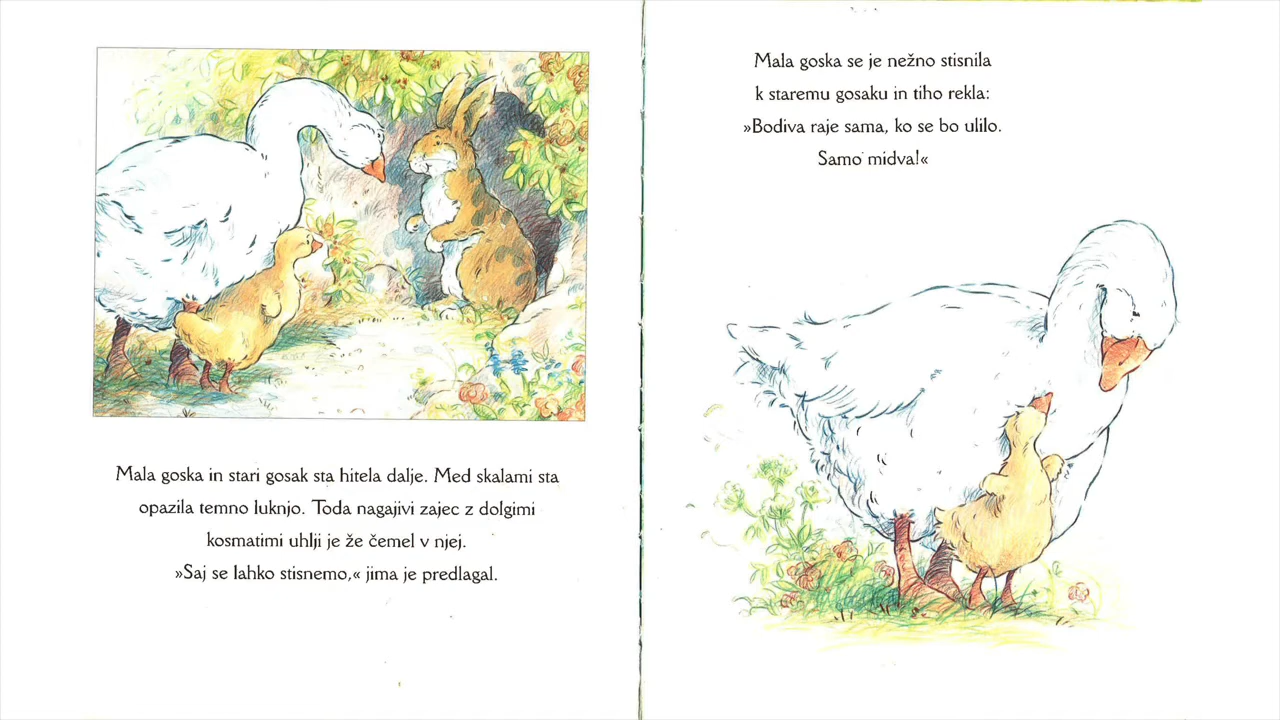 Mala goska in stari gosak sta hitela dalje. Med skalami sta
opazila temno luknjo. Toda nagajivi zajec z dolgimi
kosmatimi uhlji je že čemel v njej.
»Saj se lahko stisnemo,« jima je predlagal.
Mala goska se je nežno stisnila
k staremu gosaku in tiho rekla:
»Bodiva raje sama, ko se bo ulilo.
Samo midva!«